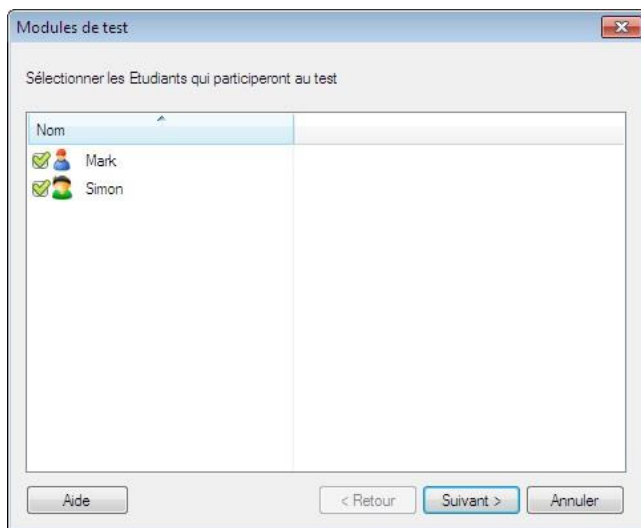 Modules de test
Sélectionner les Etudiants qui participeront au test
Nom
Mark
Simon
Aide
< Retour
Suivant >
Annuler